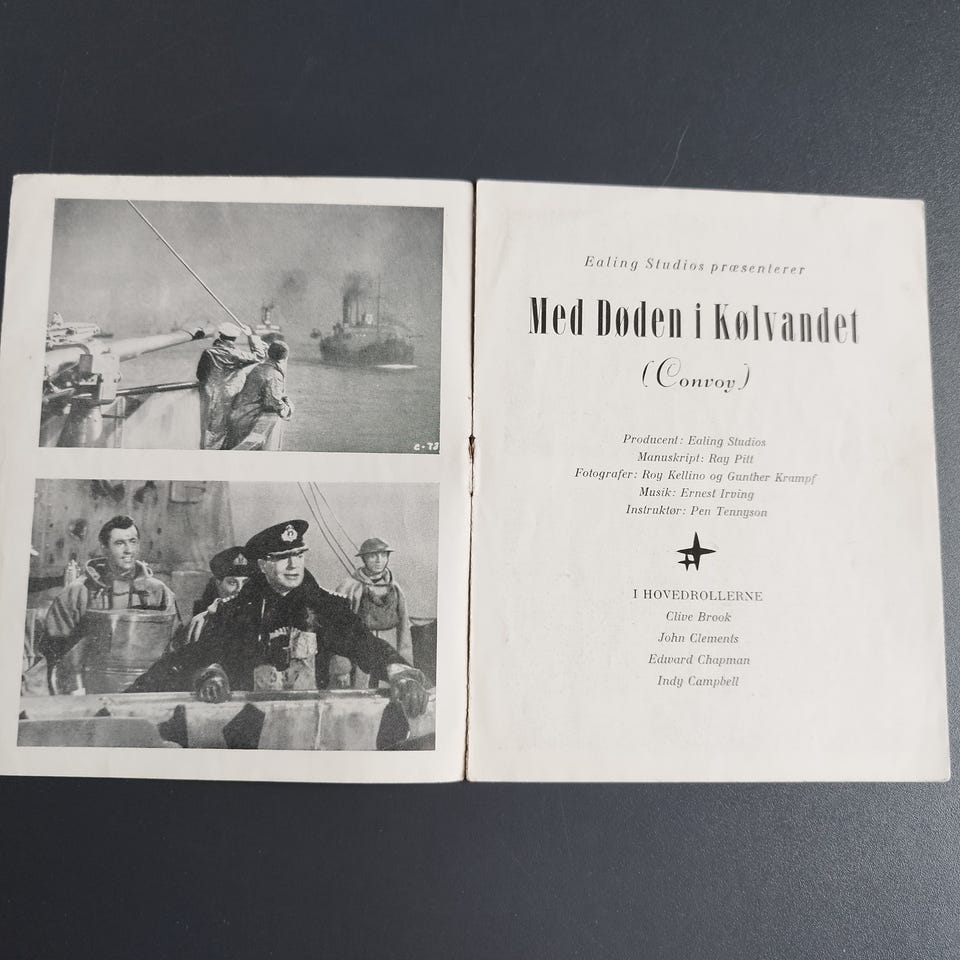 c-73
Ealing Studios præsenterer
Med Døden i Kølvandet
(Convoy)
Producent: Ealing Studios
Manuskript: Ray Pitt
Fotografer: Roy Kellino og Gunther Krampf
Musik: Ernest Irving
Instruktør: Pen Tennyson
I HOVEDROLLERNE
Clive Brook
John Clements
Edward Chapman
Indy Campbell